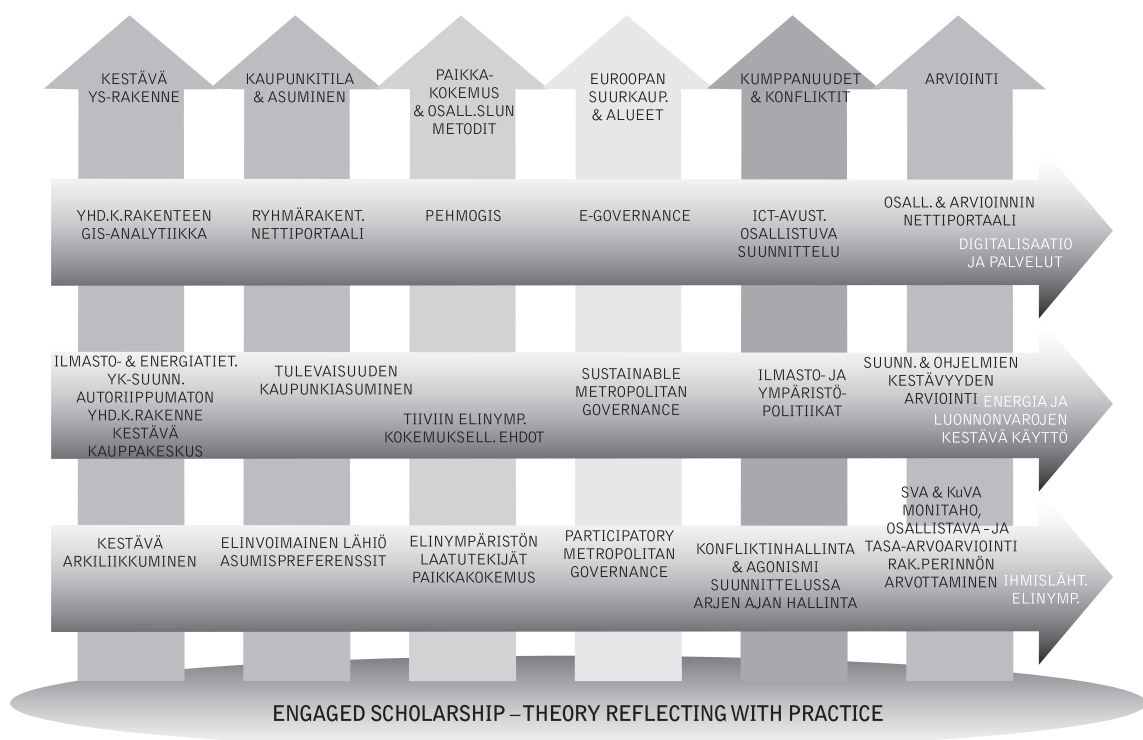 KESTÄVÄ
YS-RAKENNE
KAUPUNKITILA
& ASUMINEN
PAIKKA-
KOKEMUS
& OSALL.SLUN
METODIT
EUROOPAN
SUURKAUP.
& ALUEET
KUMPPANUUDET
& KONFLIKTIT
ARVIOINTI
YHD.K.RAKENTEEN
GIS-ANALYTIIKKA
RYHMÄRAKENT.
NETTIPORTAALI
PEHMOGIS
E-GOVERNANCE
ICT-AVUST.
OSALLISTUVA
SUUNNITTELU
OSALL. & ARVIOINNIN
NETTIPORTAALI
DIGITALISAATIO
JA PALVELUT
ILMASTO- & ENERGIATIET.
YK-SUUNN.
AUTORIIPPUMATON
YHD.K.RAKENNE
KESTÄVÄ
KAUPPAKESKUS
TULEVAISUUDEN
KAUPUNKIASUMINEN
TIIVIIN ELINYMP.
KOKEMUKSELL. EHDOT
SUSTAINABLE
METROPOLITAN
GOVERNANCE
ILMASTO- JA
YMPÄRISTÖ-
POLITIIKAT
SUUNN. & OHJELMIEN
KESTÄVYYDEN
ARVIOINTI
ENERGIA JA
LUONNONVAROJEN
KESTÄVÄ KÄYTTÖ
KESTÄVÄ
ARKILIIKKUMINEN
ELINVOIMAINEN LÄHIÖ
ASUMISPREFERENSSIT
ELINYMPÄRISTÖN
LAATUTEKIJÄT
PAIKKAKOKEMUS
PARTICIPATORY
METROPOLITAN
GOVERNANCE
KONFLIKTINHALLINTA
& AGONISMI
SUUNNITTELUSSA
ARJEN AJAN HALLINTA
SVA & KuVA
MONITAHO,
OSALLISTAVA – JA
TASA-ARVOARVIOINTI
RAK.PERINNÖN
ARVOTTAMINEN
IHMISLÄHT.
ELINYMP.
ENGAGED SCHOLARSHIP – THEORY REFLECTING WITH PRACTICE